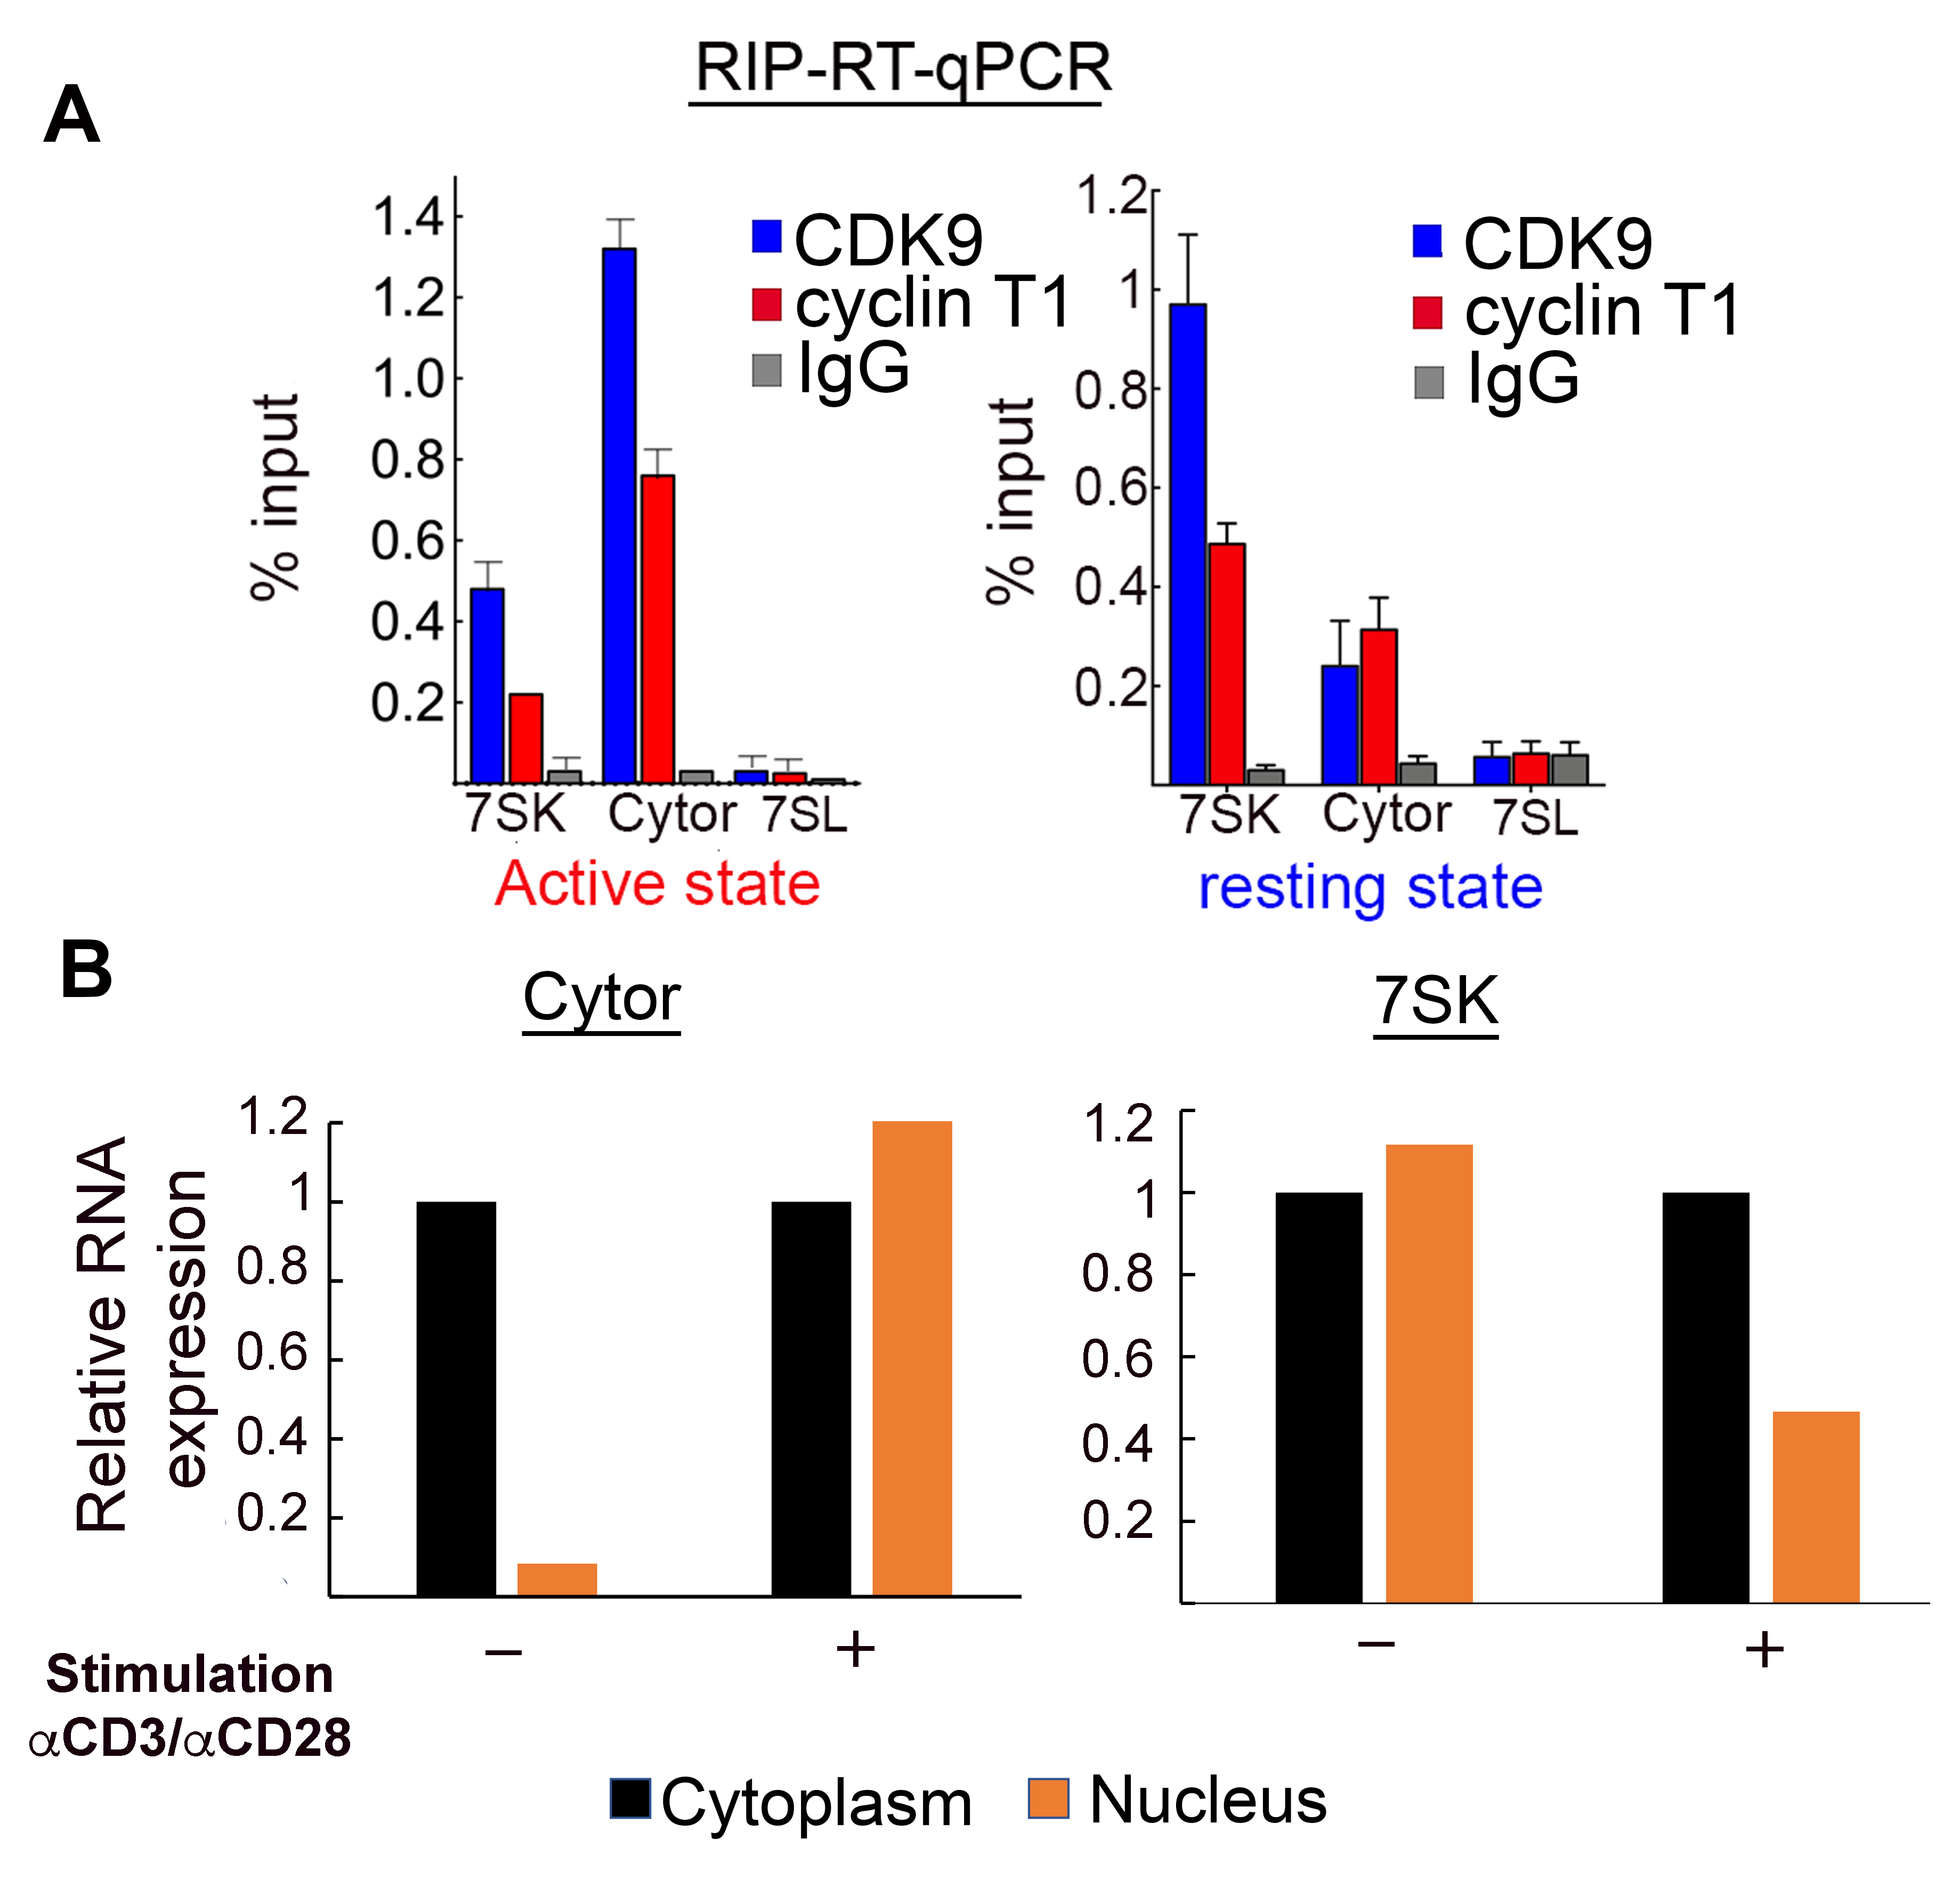 RIP-RT-qPCR
A
% input
1.4
1.2
1.0
0.8
0.6
0.4
0.2
CDK9
cyclin T1
IgG
7SK Cytor 7SL
Active state
% input
1.2
1
0.8
0.6
0.4
0.2
CDK9
cyclin T1
IgG
7SK Cytor 7SL
resting state
B
Cytor
Relative RNA
expression
1.2
1
0.8
0.6
0.4
0.2
– +
7SK
1.2
1
0.8
0.6
0.4
0.2
– +
Stimulation
αCD3/αCD28
Cytoplasm Nucleus